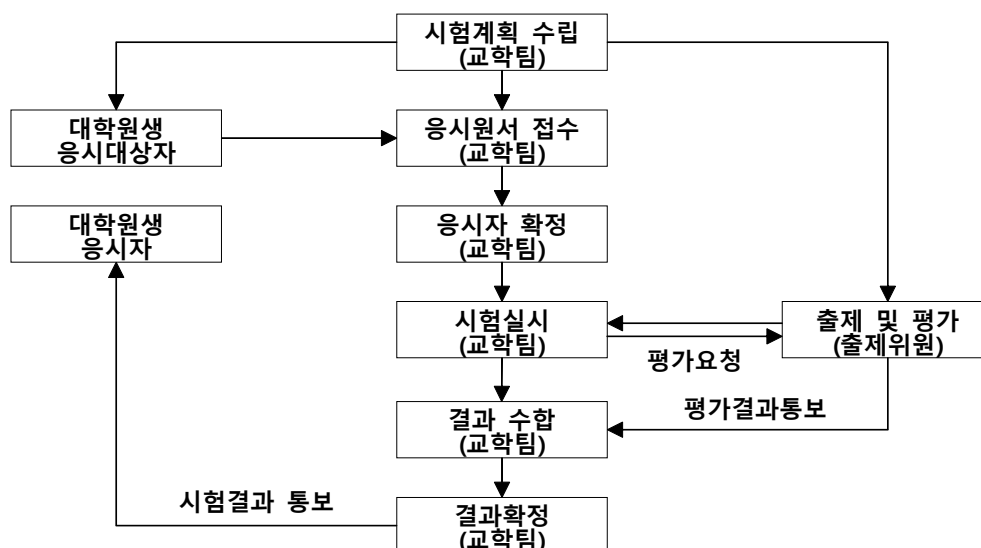 시험계획 수립
(교학팀)
대학원생
응시대상자
응시원서 접수
(교학팀)
대학원생
응시자
응시자 확정
(교학팀)
시험실시
(교학팀)
출제 및 평가
(출제위원)
평가요청
결과 수합
(교학팀)
평가결과통보
시험결과 통보
결과확정
(교학팀)